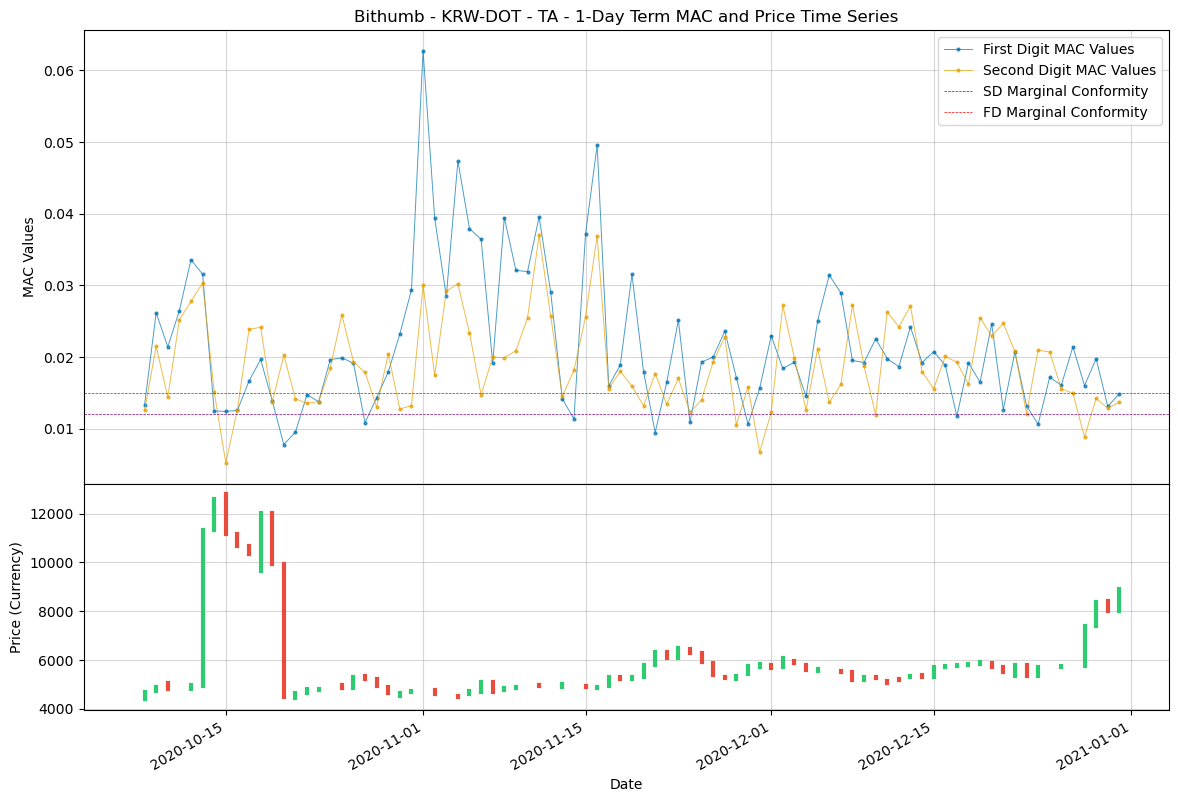 Bithumb - KRW-DOT - TA - 1-Day Term MAC and Price Time Series
First Digit MAC Values
Second Digit MAC Values
SD Marginal Conformity
FD Marginal Conformity
MAC Values
0.06
0.05
0.04
0.03
0.02
0.01
Price (Currency)
12000
10000
8000
6000
4000
2020-10-15
2020-11-01
2020-11-15
2020-12-01
2020-12-15
2021-01-01
Date